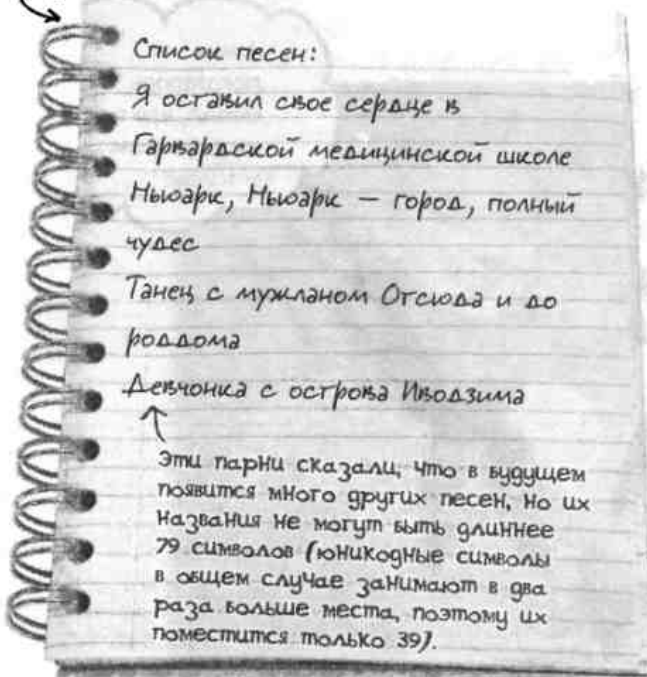 Список песен:
Я оставил свое сердце в
Гарвардской медицинской школе
Ньюарк, Ньюарк — город, полный
чудес
Танец с мужланом Отсюда и до
роддома
Девчонка с острова Иводзима
Эти парни сказали, что в будущем
появится много других песен, но их
названия не могут быть длиннее
79 символов (юникодные символы
в общем случае занимают в два
раза больше места, поэтому их
поместится только 39).